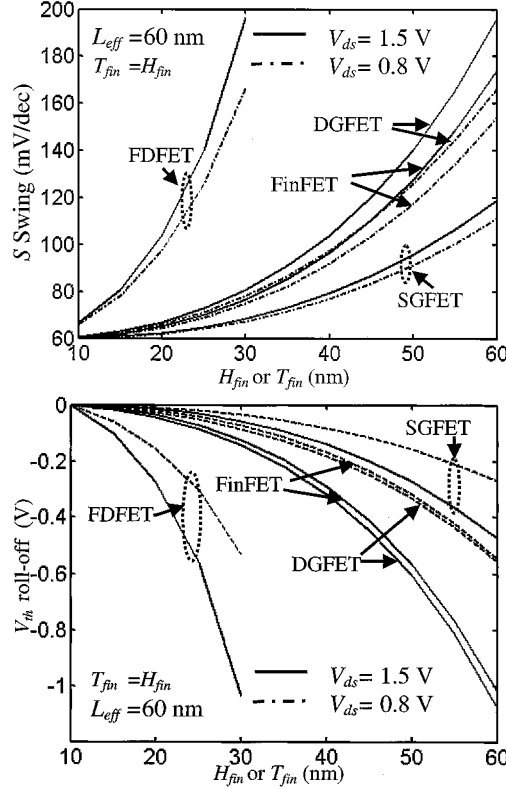 200
180
160
140
120
100
80
60
S Swing (mV/dec)
L_eff=60 nm
T_fin =H_fin
V_ds= 1.5 V
V_ds= 0.8 V
FDFET
DGFET
FinFET
SGFET
10 20 30 40 50 60
H_fin or T_fin (nm)
0
-0.2
-0.4
-0.6
-0.8
-1
V_th roll-off (V)
SGFET
FinFET
FDFET
DGFET
T_fin =H_fin
L_eff=60 nm
V_ds= 1.5 V
V_ds= 0.8 V
10 20 30 40 50 60
H_fin or T_fin (nm)